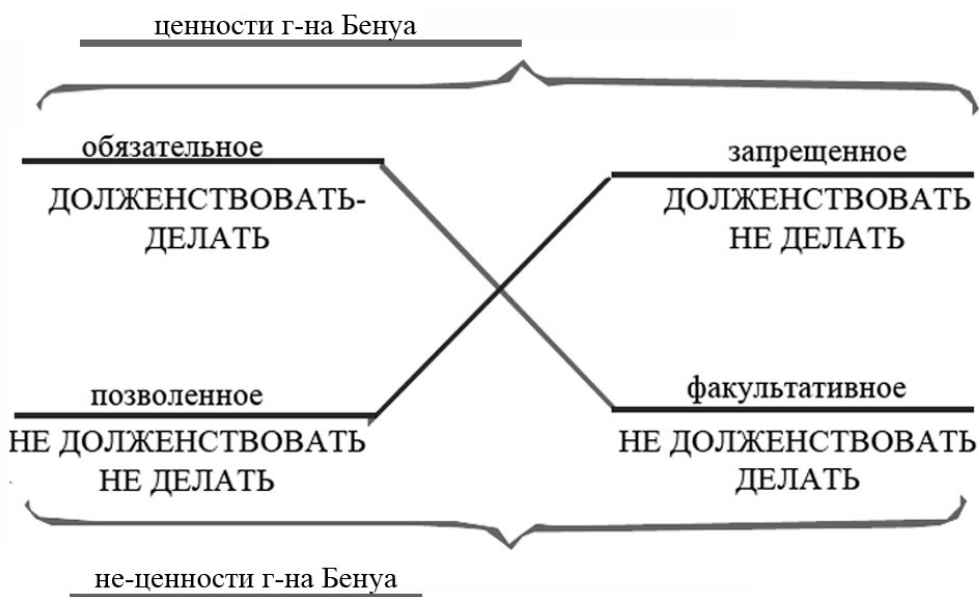 ценности г-на Бенуа
обязательное
ДОЛЖЕНСТВОВАТЬ-
ДЕЛАТЬ
запрещенное
ДОЛЖЕНСТВОВАТЬ
НЕ ДЕЛАТЬ
позволенное
НЕ ДОЛЖЕНСТВОВАТЬ
НЕ ДЕЛАТЬ
факультативное
НЕ ДОЛЖЕНСТВОВАТЬ
ДЕЛАТЬ
не-ценности г-на Бенуа